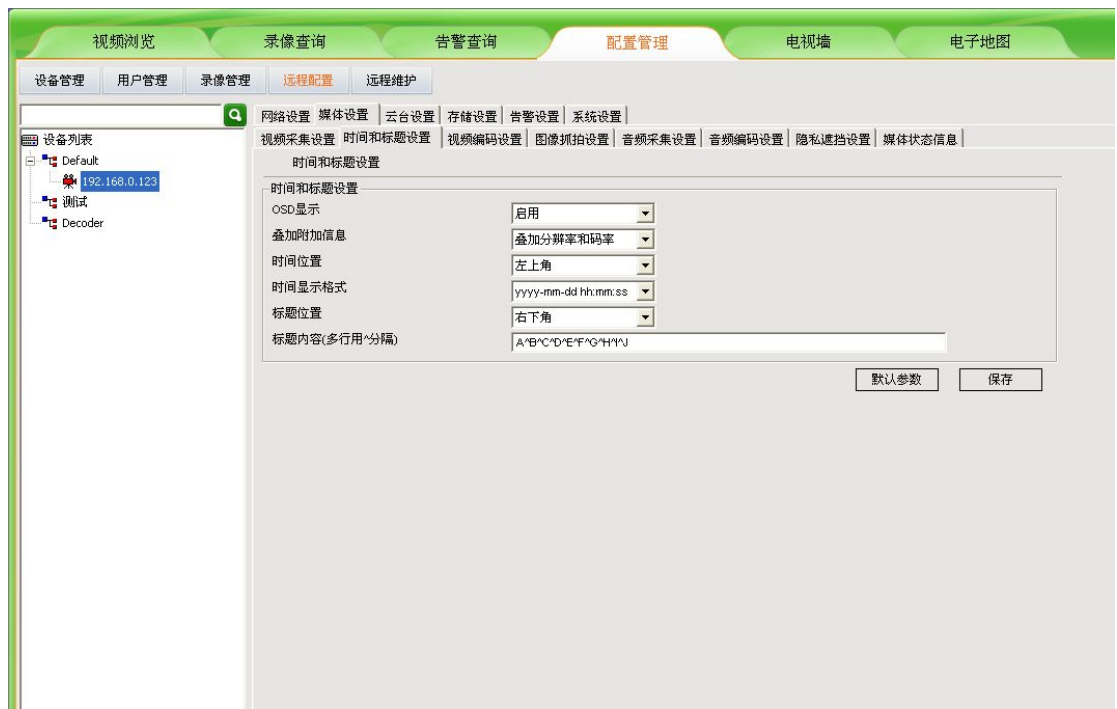 视频浏览 录像查询 告警查询 配置管理 电视墙 电子地图
设备管理 用户管理 录像管理 远程配置 远程维护
网络设置 媒体设置 云台设置 存储设置 告警设置 系统设置
设备列表
视频采集设置 时间和标题设置 视频编码设置 图像抓拍设置 音频采集设置 音频编码设置 隐私遮挡设置 媒体状态信息
Default
时间和标题设置
192.168.0.123
时间和标题设置
测试
OSD显示 启用
Decoder
叠加附加信息 叠加分辨率和码率
时间位置 左上角
时间显示格式 yyyy-mm-dd hh:mm:ss
标题位置 右下角
标题内容(多行用^分隔) A^B^C^D^E^F^G^H^I^J
默认参数 保存